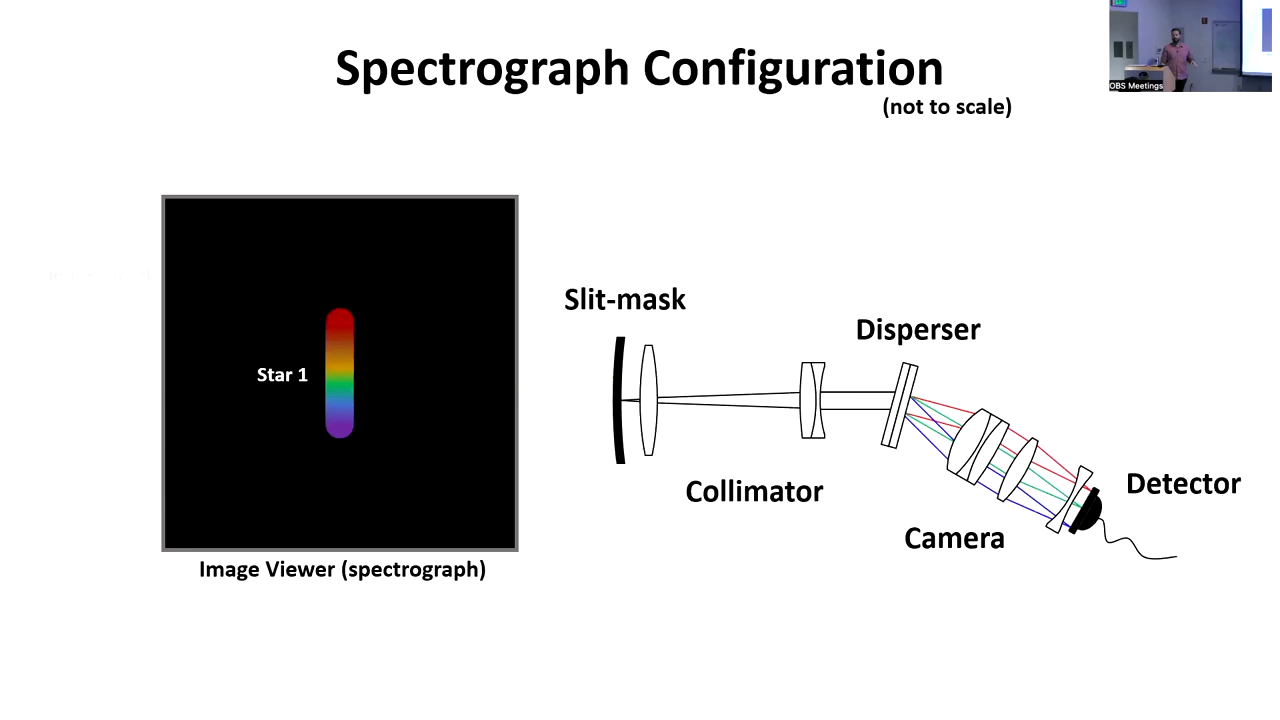 Spectrograph Configuration
(not to scale)
OBS Meetings
Slit-mask
Disperser
Star 1
Collimator
Detector
Camera
Image Viewer (spectrograph)